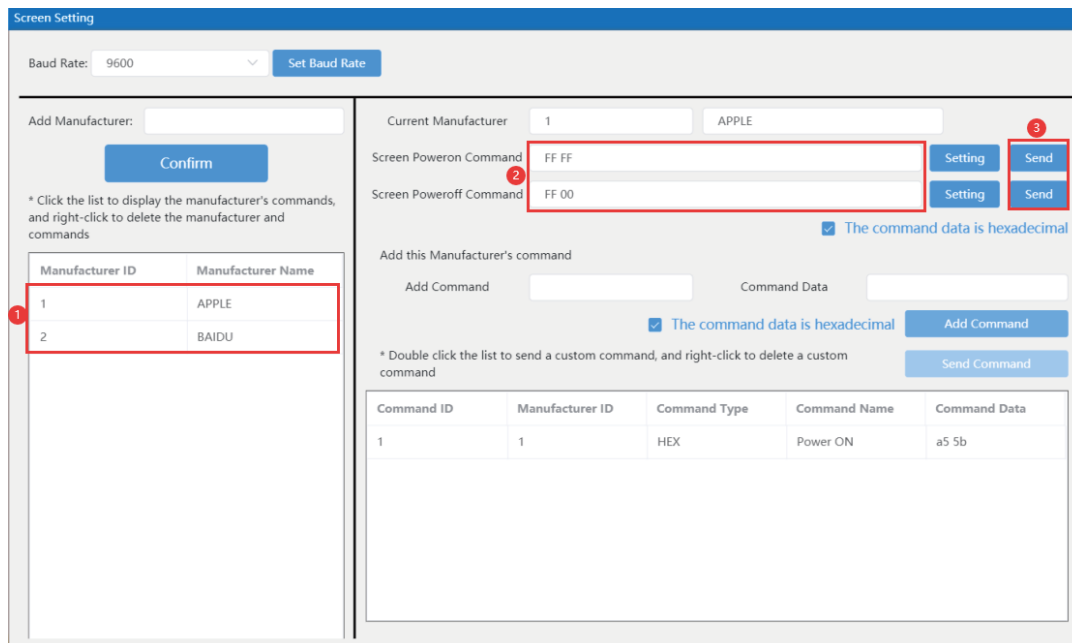 Screen Setting
Baud Rate: 9600 Set Baud Rate
Add Manufacturer:
Confirm
* Click the list to display the manufacturer's commands,
and right-click to delete the manufacturer and
commands
Manufacturer ID Manufacturer Name
1 APPLE
1
2 BAIDU
Current Manufacturer 1 APPLE
3
Screen Poweron Command FF FF Setting Send
2
Screen Poweroff Command FF 00 Setting Send
The command data is hexadecimal
Add this Manufacturer's command
Add Command Command Data
The command data is hexadecimal Add Command
* Double click the list to send a custom command, and right-click to delete a custom
command
Send Command
Command ID Manufacturer ID Command Type Command Name Command Data
1 1 HEX Power ON a5 5b